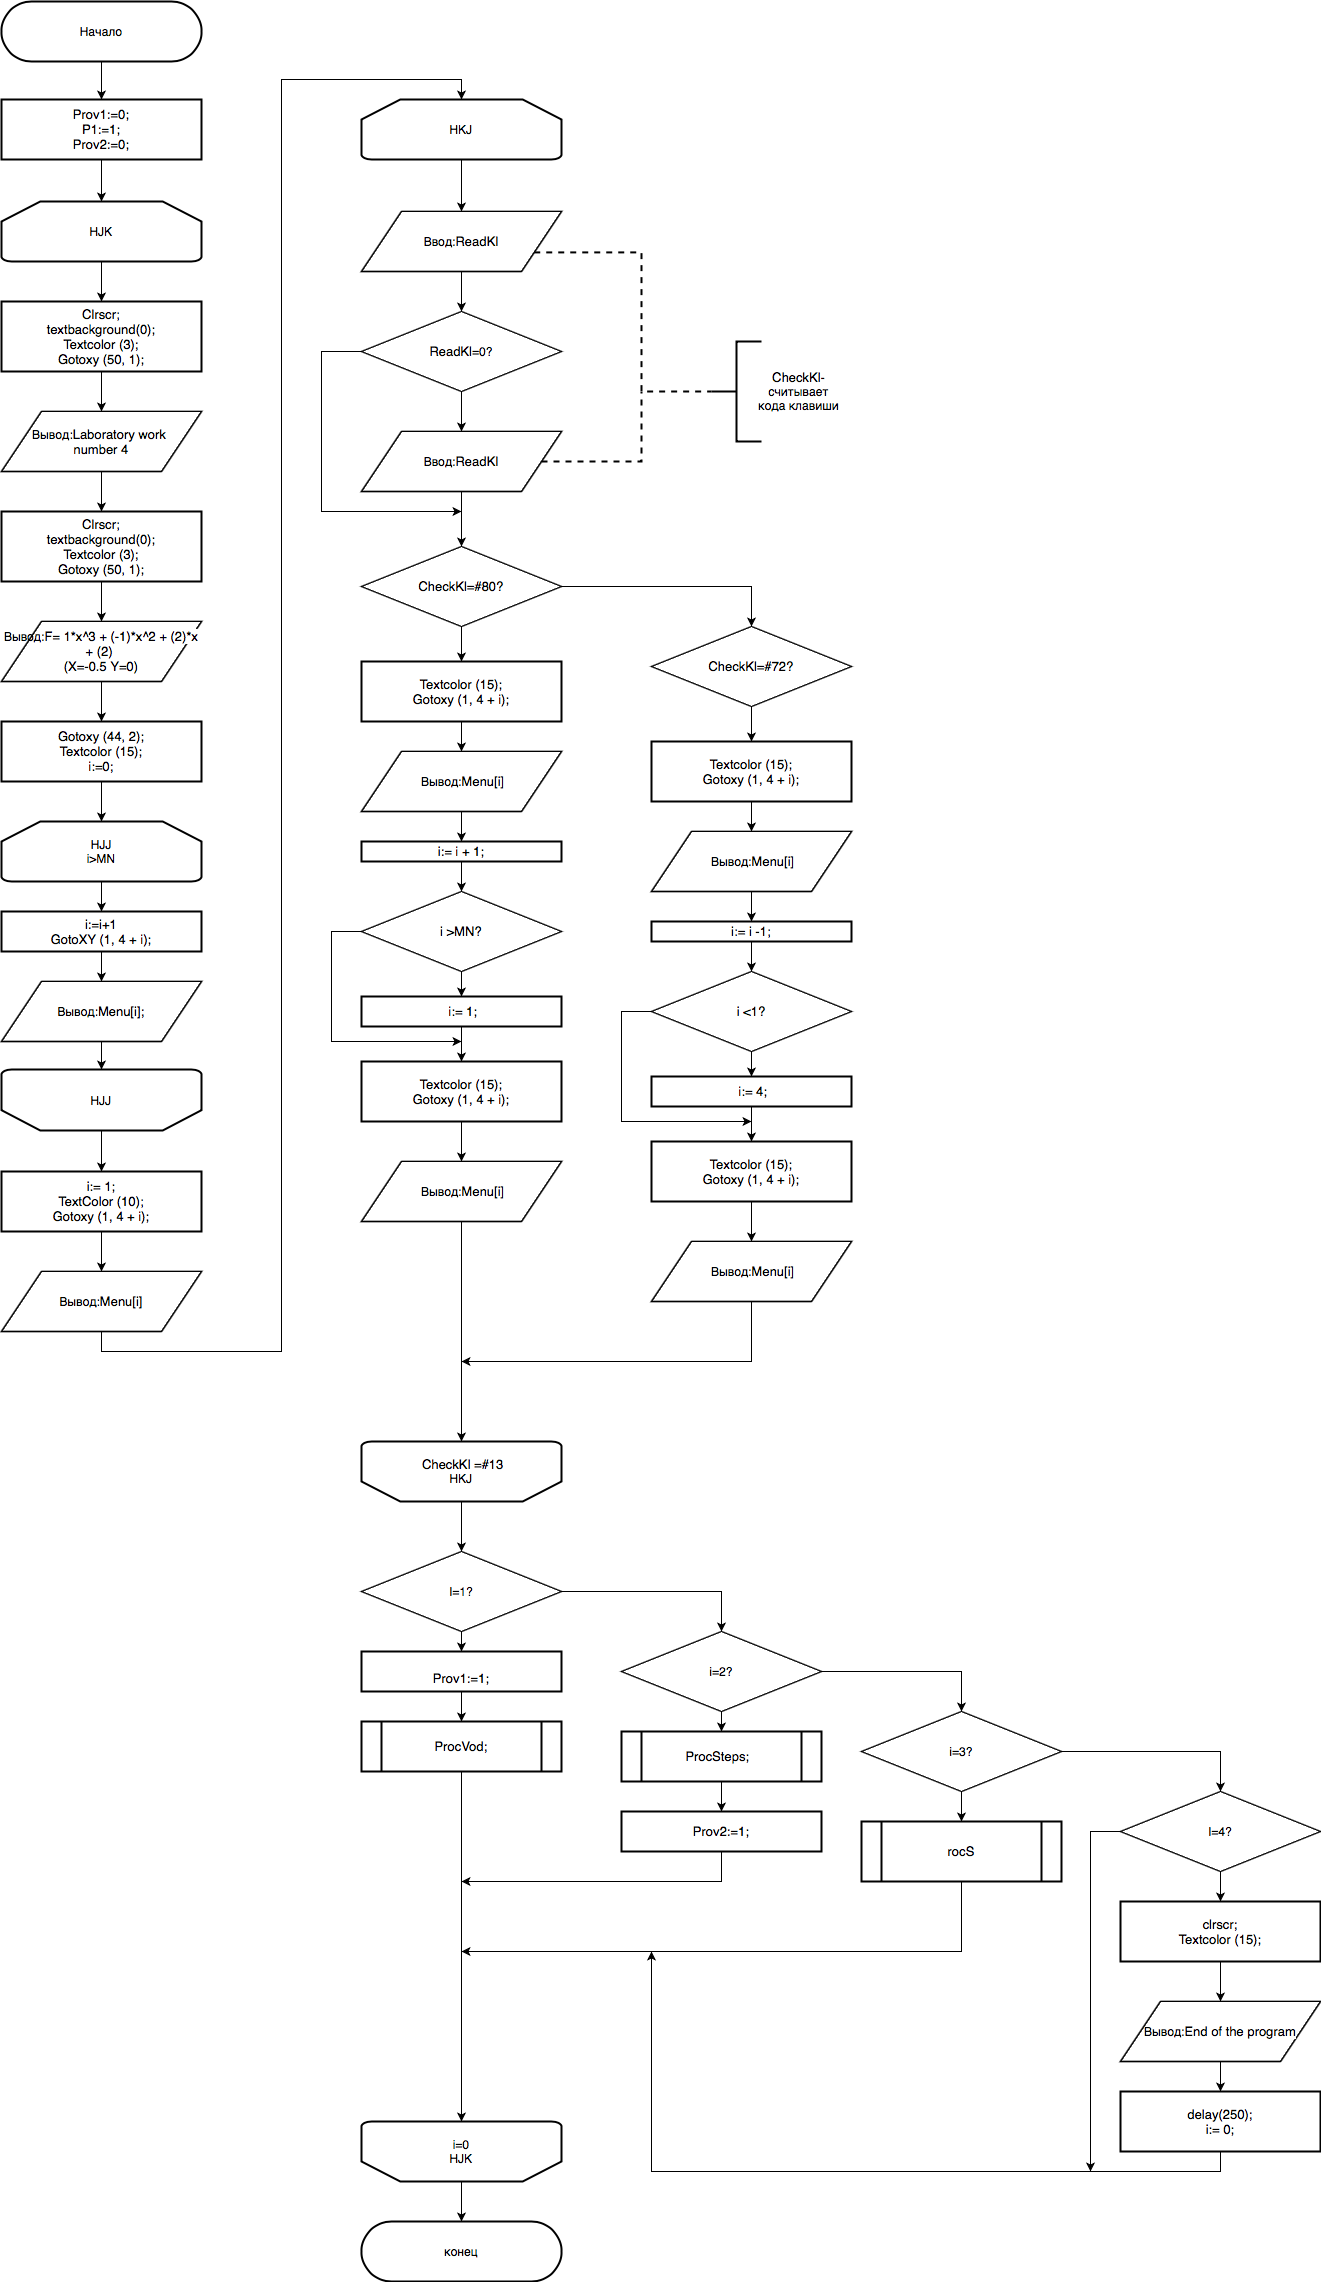 Начало
Prov1:=0;
P1:=1;
Prov2:=0;
HJK
Clrscr;
textbackground(0);
Textcolor (3);
Gotoxy (50, 1);
Вывод:Laboratory work
number 4
Clrscr;
textbackground(0);
Textcolor (3);
Gotoxy (50, 1);
Вывод:F= 1*x^3 + (-1)*x^2 + (2)*x
+ (2)
(X=-0.5 Y=0)
Gotoxy (44, 2);
Textcolor (15);
i:=0;
HJJ
i>MN
i:=i+1
GotoXY (1, 4 + i);
Вывод:Menu[i];
HJJ
i:= 1;
TextColor (10);
Gotoxy (1, 4 + i);
Вывод:Menu[i]
HKJ
Ввод:ReadKl
ReadKl=0?
Ввод:ReadKl
CheckKl-
считывает
кода клавиши
CheckKl=#80?
Textcolor (15);
Gotoxy (1, 4 + i);
Вывод:Menu[i]
i:= i + 1;
i >MN?
i:= 1;
Textcolor (15);
Gotoxy (1, 4 + i);
Вывод:Menu[i]
CheckKl=#72?
Textcolor (15);
Gotoxy (1, 4 + i);
Вывод:Menu[i]
i:= i -1;
i <1?
i:= 4;
Textcolor (15);
Gotoxy (1, 4 + i);
Вывод:Menu[i]
CheckKl =#13
HKJ
I=1?
Prov1:=1;
ProcVod;
i=2?
ProcSteps;
Prov2:=1;
i=3?
rocS
I=4?
clrscr;
Textcolor (15);
Вывод:End of the program
delay(250);
i:= 0;
i=0
HJK
конец